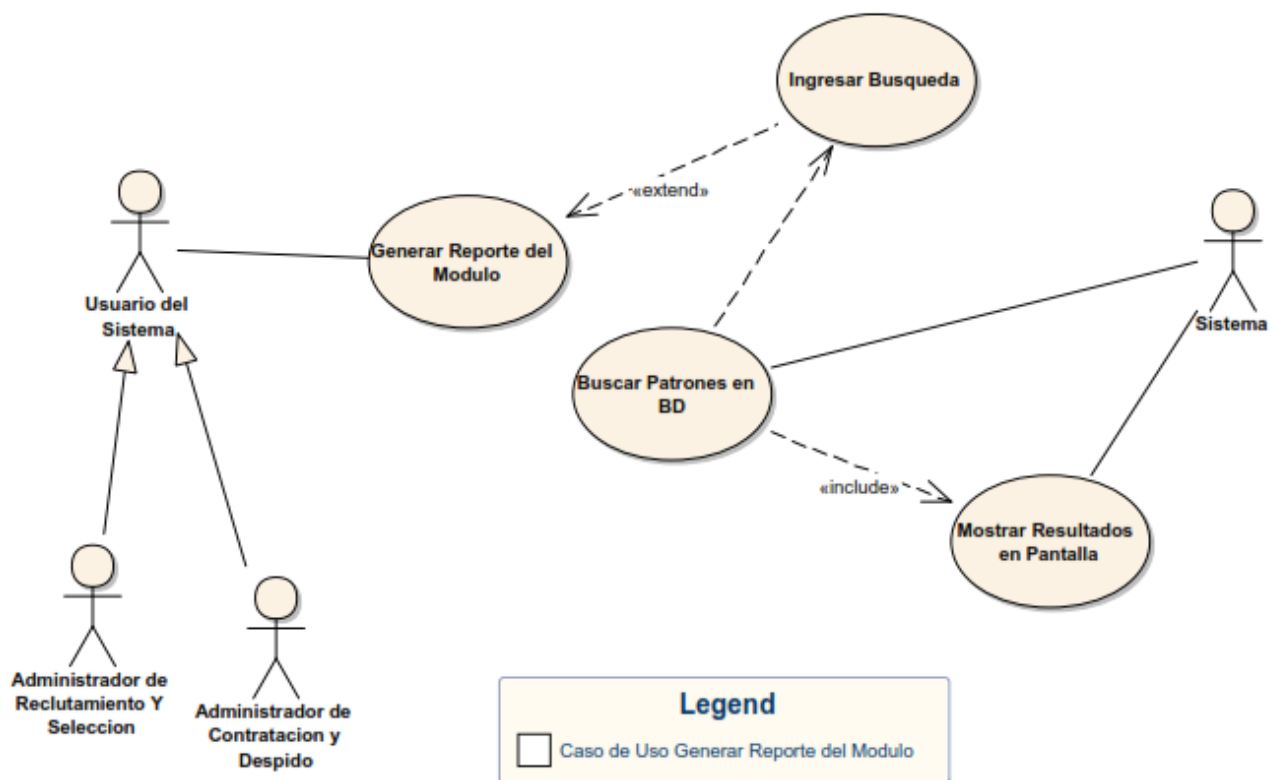 Ingresar Busqueda
«extend»
Generar Reporte del
Modulo
Usuario del
Sistema
Sistema
Buscar Patrones en
BD
«include»
Mostrar Resultados
en Pantalla
Administrador de
Reclutamiento Y
Seleccion
Administrador de
Contratacion y
Despido
Legend
Caso de Uso Generar Reporte del Modulo